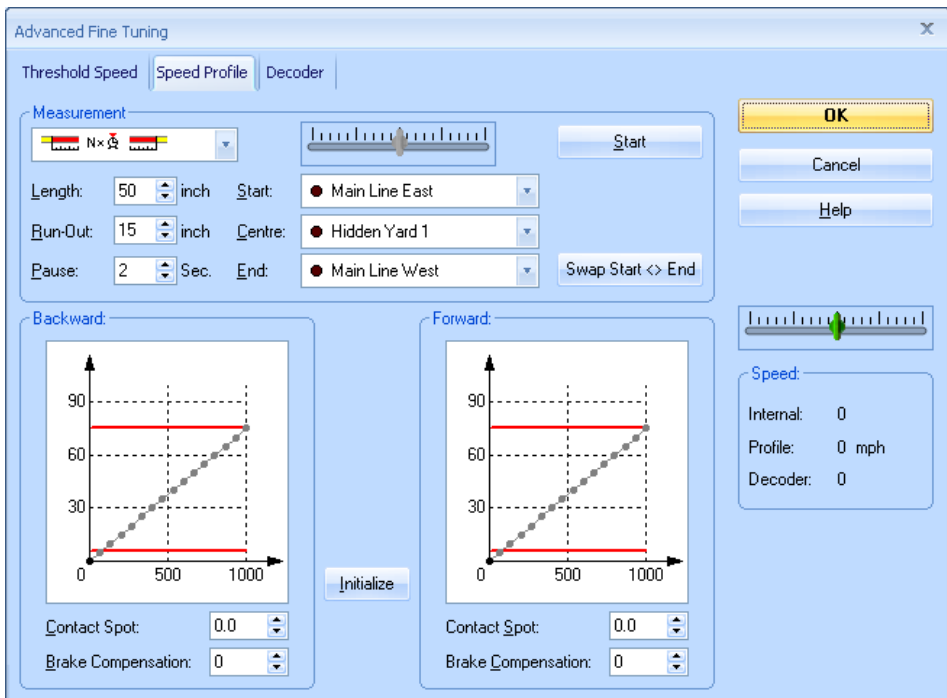 Advanced Fine Tuning
x
Threshold Speed Speed Profile Decoder
Measurement
N×
Start
OK
Cancel
Help
Length: 50 inch Start: Main Line East
Run-Out: 15 inch Centre: Hidden Yard 1
Pause: 2 Sec. End: Main Line West
Swap Start <> End
Backward:
90
60
30
0 500 1000
Contact Spot: 0.0
Brake Compensation: 0
Initialize
Forward:
90
60
30
0 500 1000
Contact Spot: 0.0
Brake Compensation: 0
Speed:
Internal: 0
Profile: 0 mph
Decoder: 0